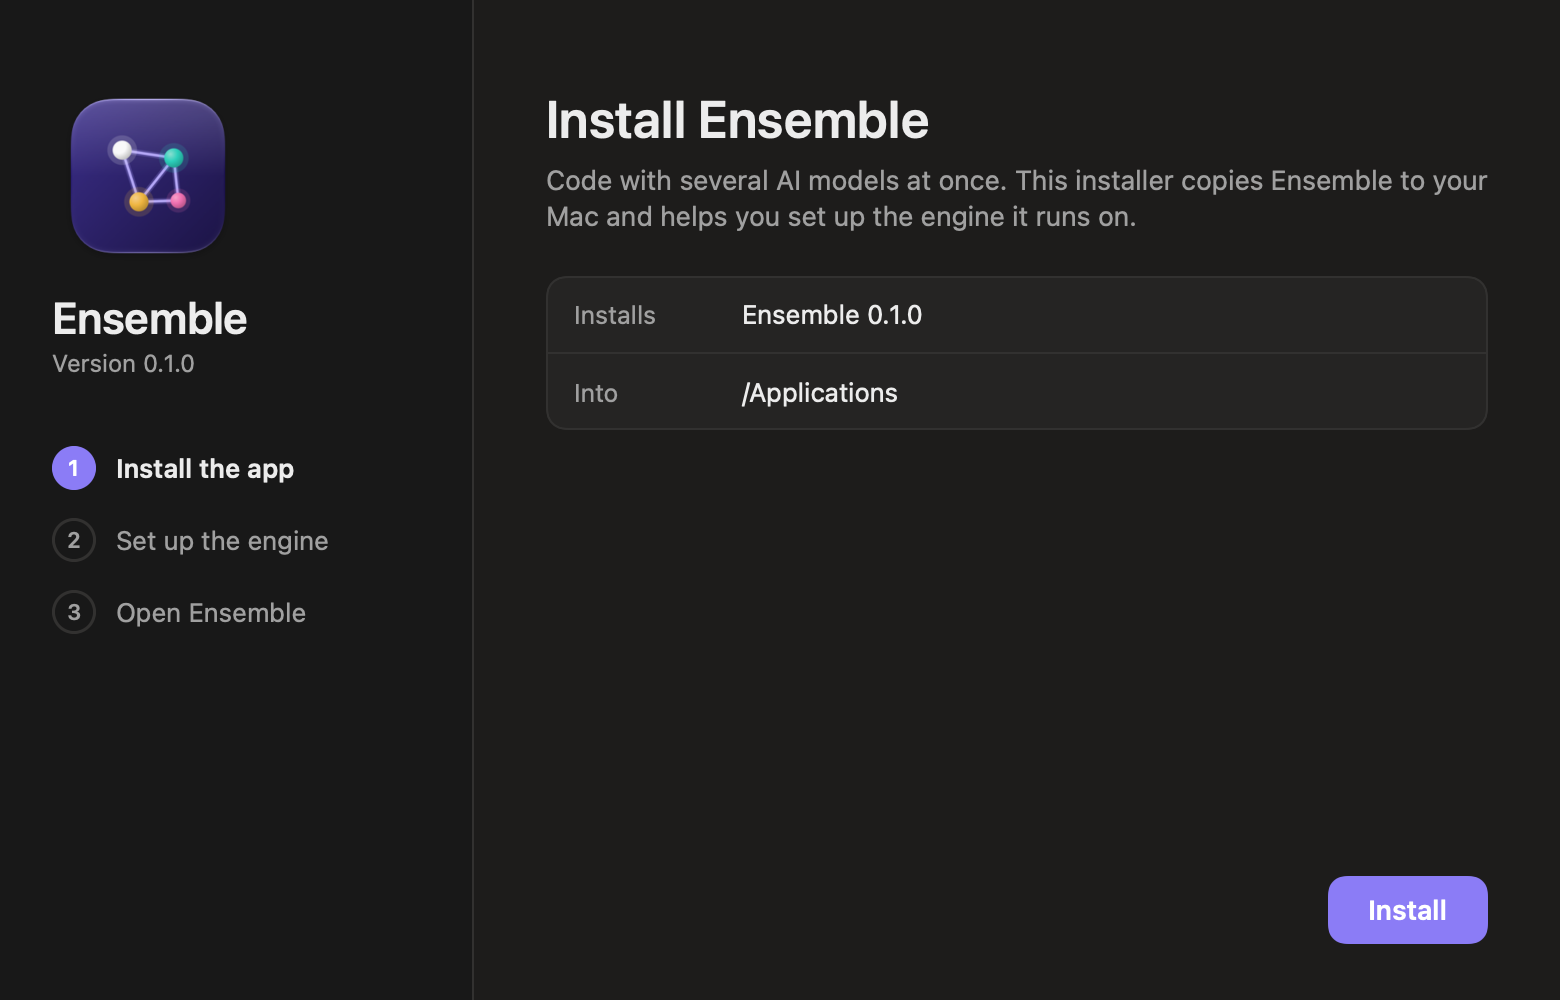 Ensemble
Version 0.1.0
1 Install the app
2 Set up the engine
3 Open Ensemble
Install Ensemble
Code with several AI models at once. This installer copies Ensemble to your
Mac and helps you set up the engine it runs on.
Installs Ensemble 0.1.0
Into /Applications
Install